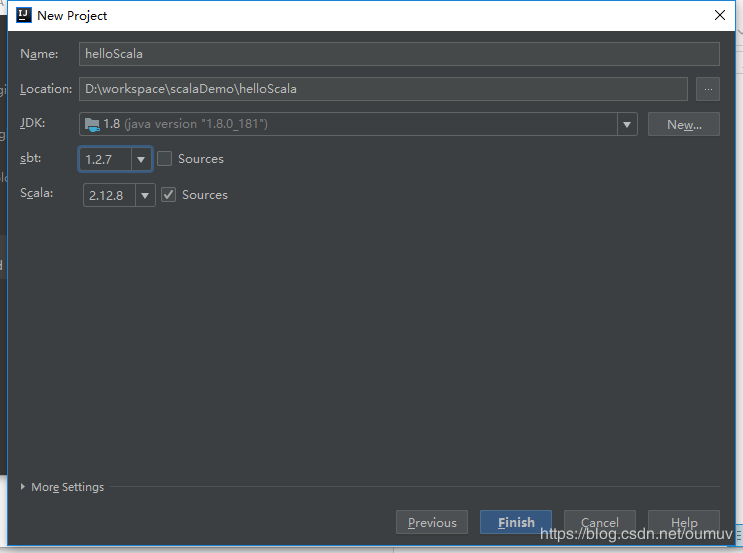 New Project
Name: helloScala
Location: D:\workspace\scalaDemo\helloScala ...
JDK: 1.8 (java version "1.8.0_181") New...
sbt: 1.2.7 Sources
Scala: 2.12.8 Sources
More Settings
Previous Finish Cancel Help
https://blog.csdn.net/oumuv